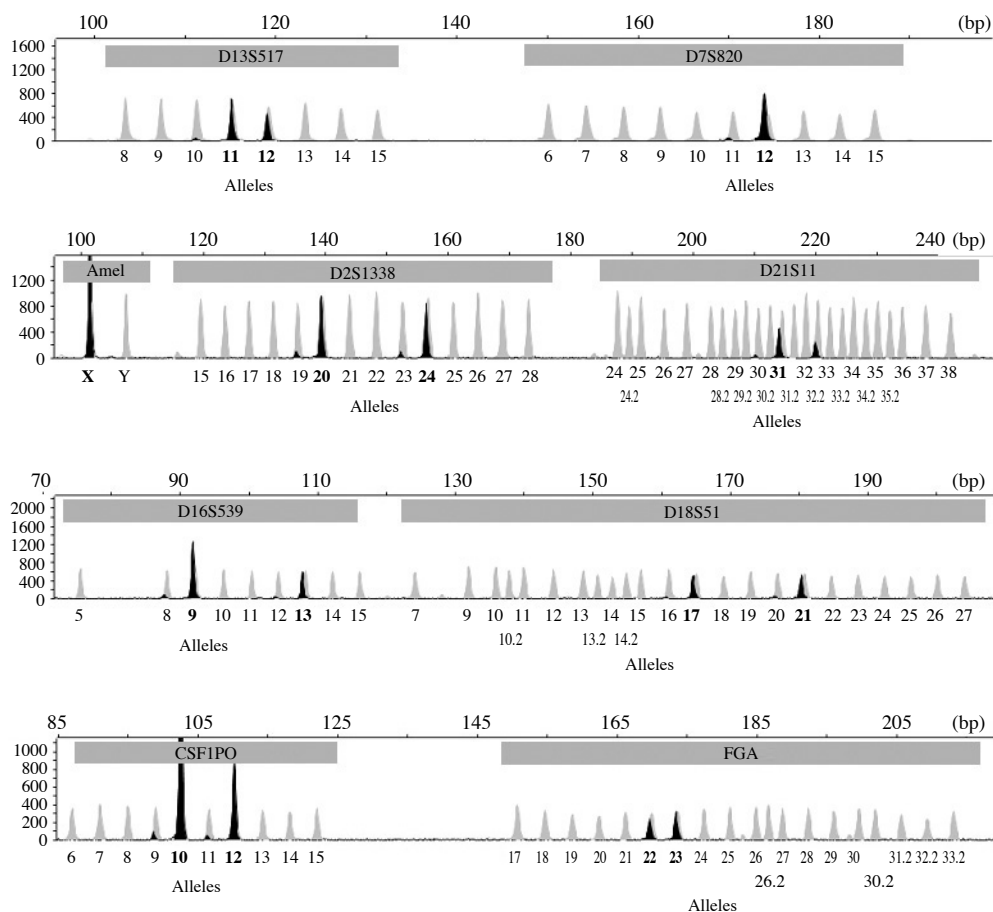 100 120 140 160 180 (bp)
1600
D13S517 D7S820
1200
800
400
0
8 9 10 11 12 13 14 15 6 7 8 9 10 11 12 13 14 15
Alleles Alleles
100 120 140 160 180 200 220 240 (bp)
Amel D2S1338 D21S11
1200
800
400
0
X Y 15 16 17 18 19 20 21 22 23 24 25 26 27 28 24 25 26 27 28 29 30 31 32 33 34 35 36 37 38
24.2 28.2 29.2 30.2 31.2 32.2 33.2 34.2 35.2
Alleles Alleles
70 90 110 130 150 170 190 (bp)
2000
D16S539 D18S51
1600
1200
800
400
0
5 8 9 10 11 12 13 14 15 7 9 10 11 12 13 14 15 16 17 18 19 20 21 22 23 24 25 26 27
10.2 13.2 14.2
Alleles Alleles
85 105 125 145 165 185 205 (bp)
1000
CSF1PO FGA
800
600
400
200
0
6 7 8 9 10 11 12 13 14 15 17 18 19 20 21 22 23 24 25 26 27 28 29 30 31.2 32.2 33.2
26.2 30.2
Alleles Alleles